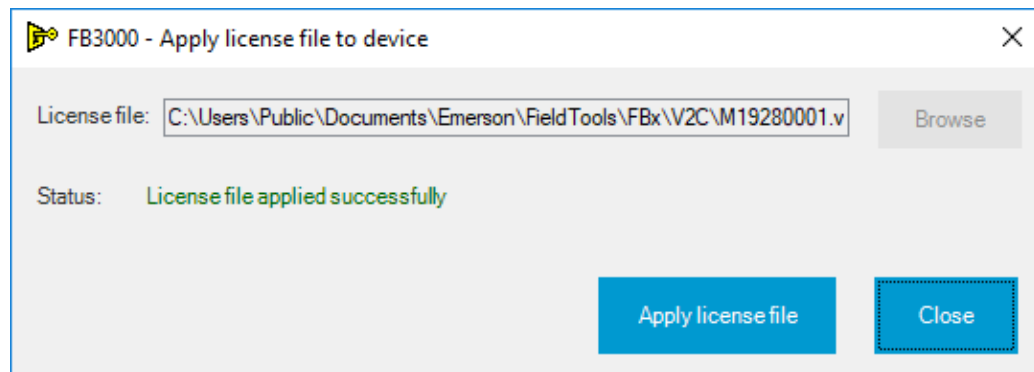 FB3000 - Apply license file to device
License file: C:\Users\Public\Documents\Emerson\FieldTools\FBx\V2C\M19280001.v Browse
Status: License file applied successfully
Apply license file Close